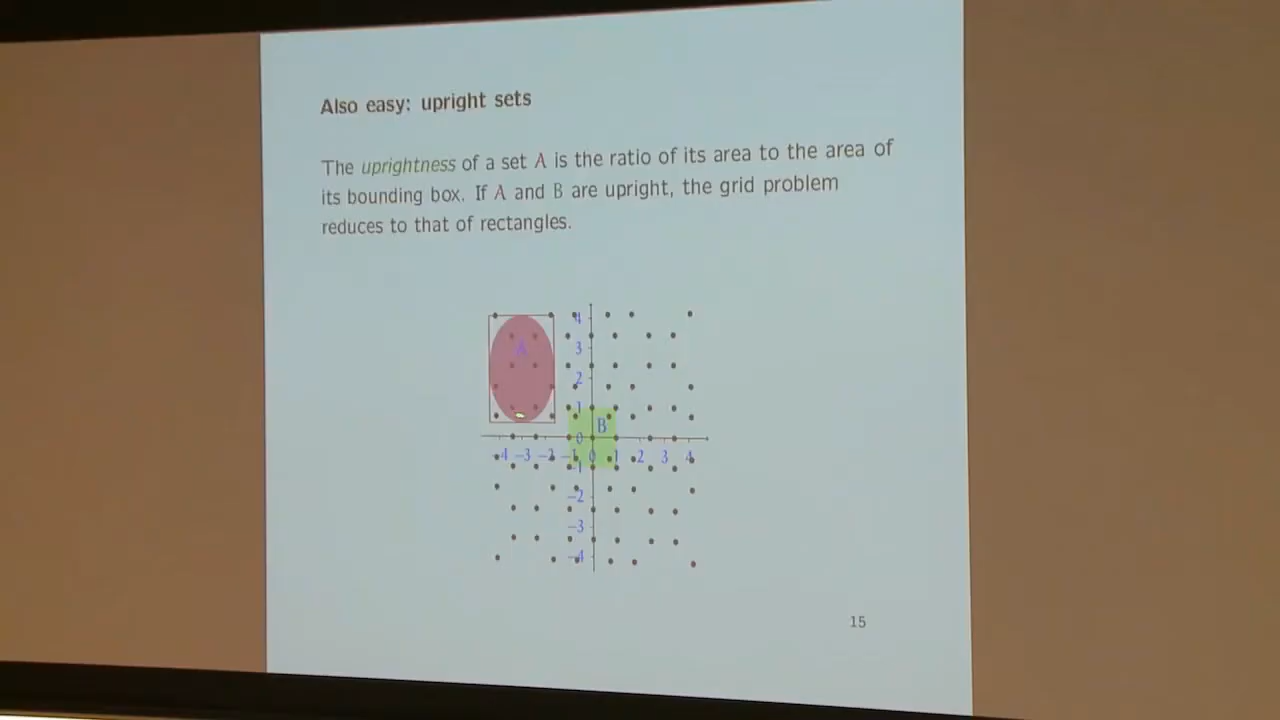 Also easy: upright sets
The uprightness of a set A is the ratio of its area to the area of
its bounding box. If A and B are upright, the grid problem
reduces to that of rectangles.
4
A
3
2
1
B
0
-4 -3 -2 -1 0 1 2 3 4
-1
-2
-3
-4
15